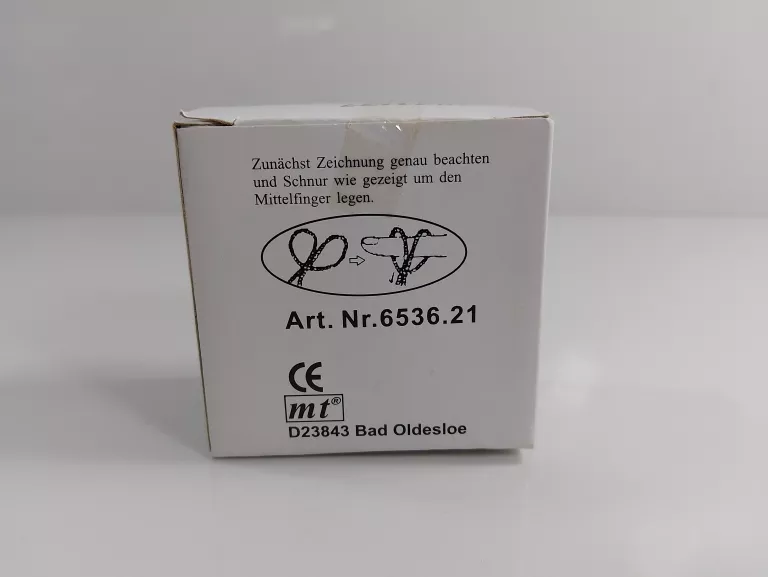 Zunächst Zeichnung genau beachten
und Schnur wie gezeigt um den
Mittelfinger legen.
Art. Nr.6536.21
CE
mt®
D23843 Bad Oldesloe